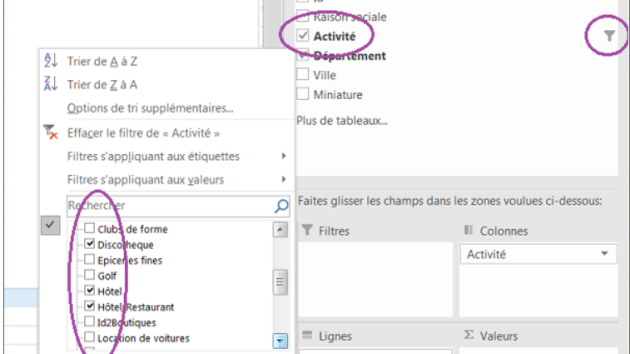 Raison sociale
Activité
Département
Ville
Miniature
Plus de tableaux...
Trier de A à Z
Trier de Z à A
Options de tri supplémentaires...
Effacer le filtre de « Activité »
Filtres s'appliquant aux étiquettes
Filtres s'appliquant aux valeurs
Rechercher
Clubs de forme
Discotheque
Epiceries fines
Golf
Hôtel
Hôtel Restaurant
Id2Boutiques
Location de voitures
Faites glisser les champs dans les zones voulues ci-dessous:
Filtres
Colonnes
Activité
Lignes
Σ Valeurs